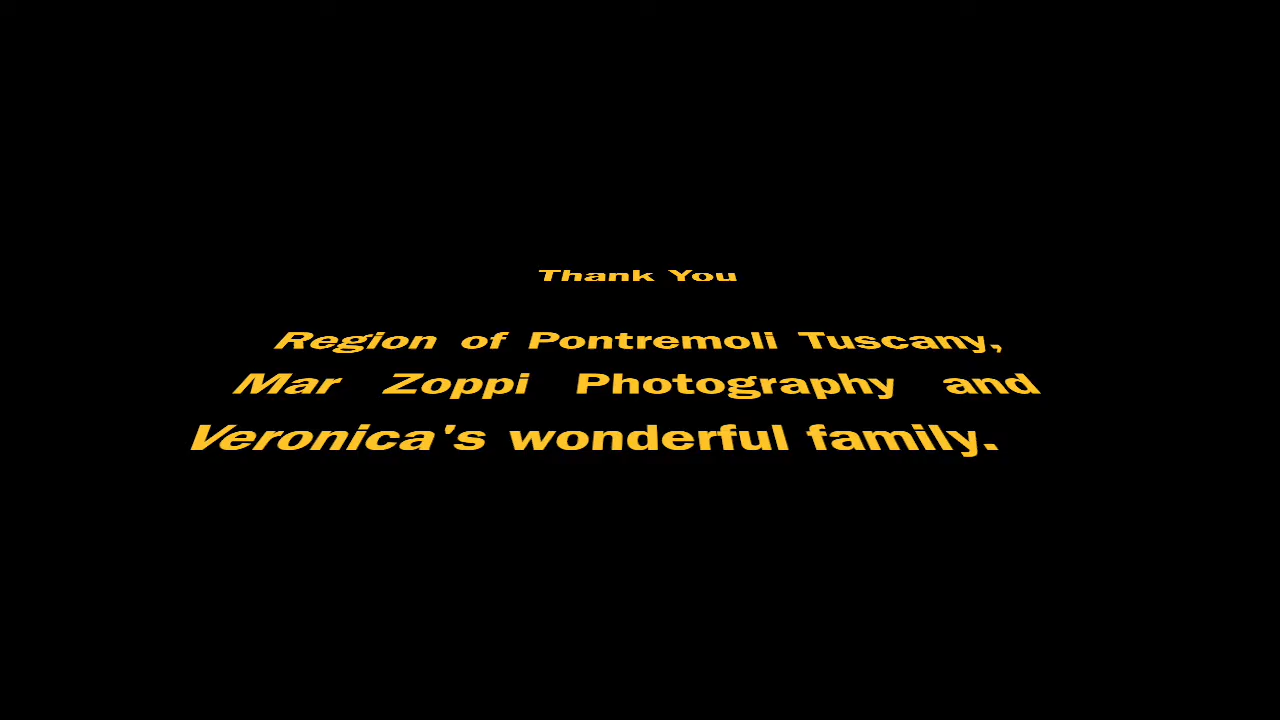 Thank You
Region of Pontremoli Tuscany,
Mar Zoppi Photography and
Veronica's wonderful family.